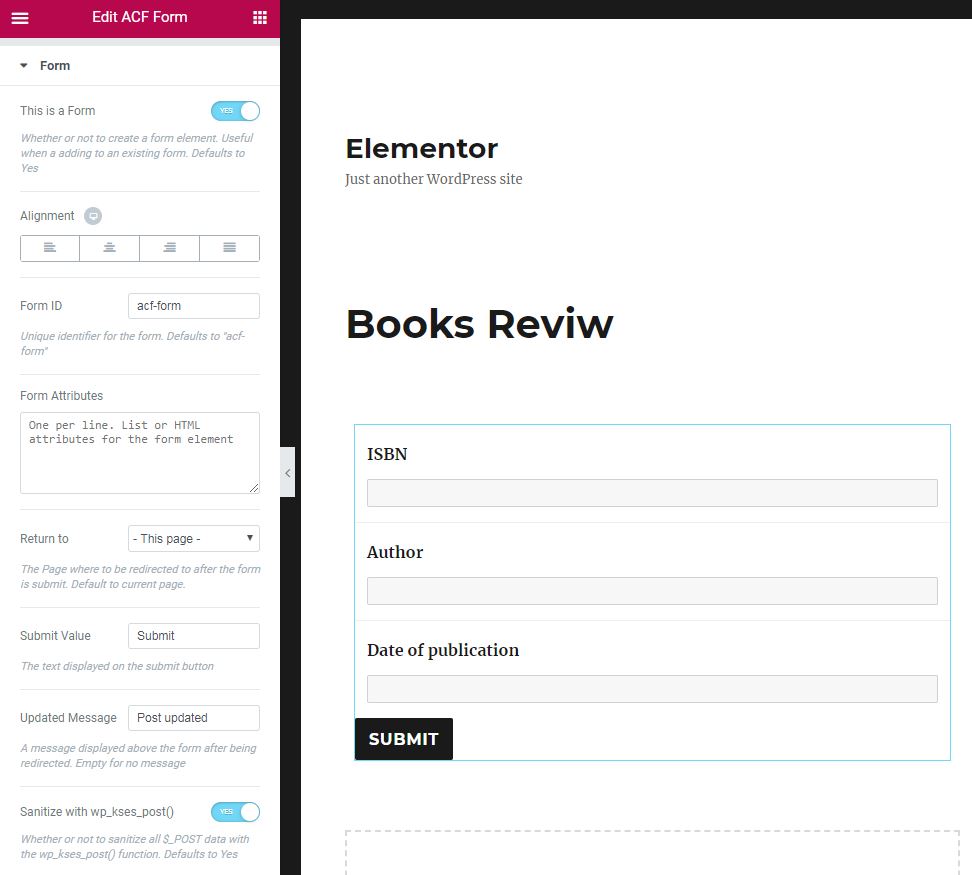 Edit ACF Form
Form
This is a Form
YES
Whether or not to create a form element. Useful
when a adding to an existing form. Defaults to
Yes
Alignment
Form ID
acf-form
Unique identifier for the form. Defaults to "acf-
form"
Form Attributes
One per line. List or HTML
attributes for the form element
Return to
- This page -
The Page where to be redirected to after the form
is submit. Default to current page.
Submit Value
Submit
The text displayed on the submit button
Updated Message
Post updated
A message displayed above the form after being
redirected. Empty for no message
Sanitize with wp_kses_post()
YES
Whether or not to sanitize all $_POST data with
the wp_kses_post() function. Defaults to Yes
Elementor
Just another WordPress site
Books Reviw
ISBN
Author
Date of publication
SUBMIT